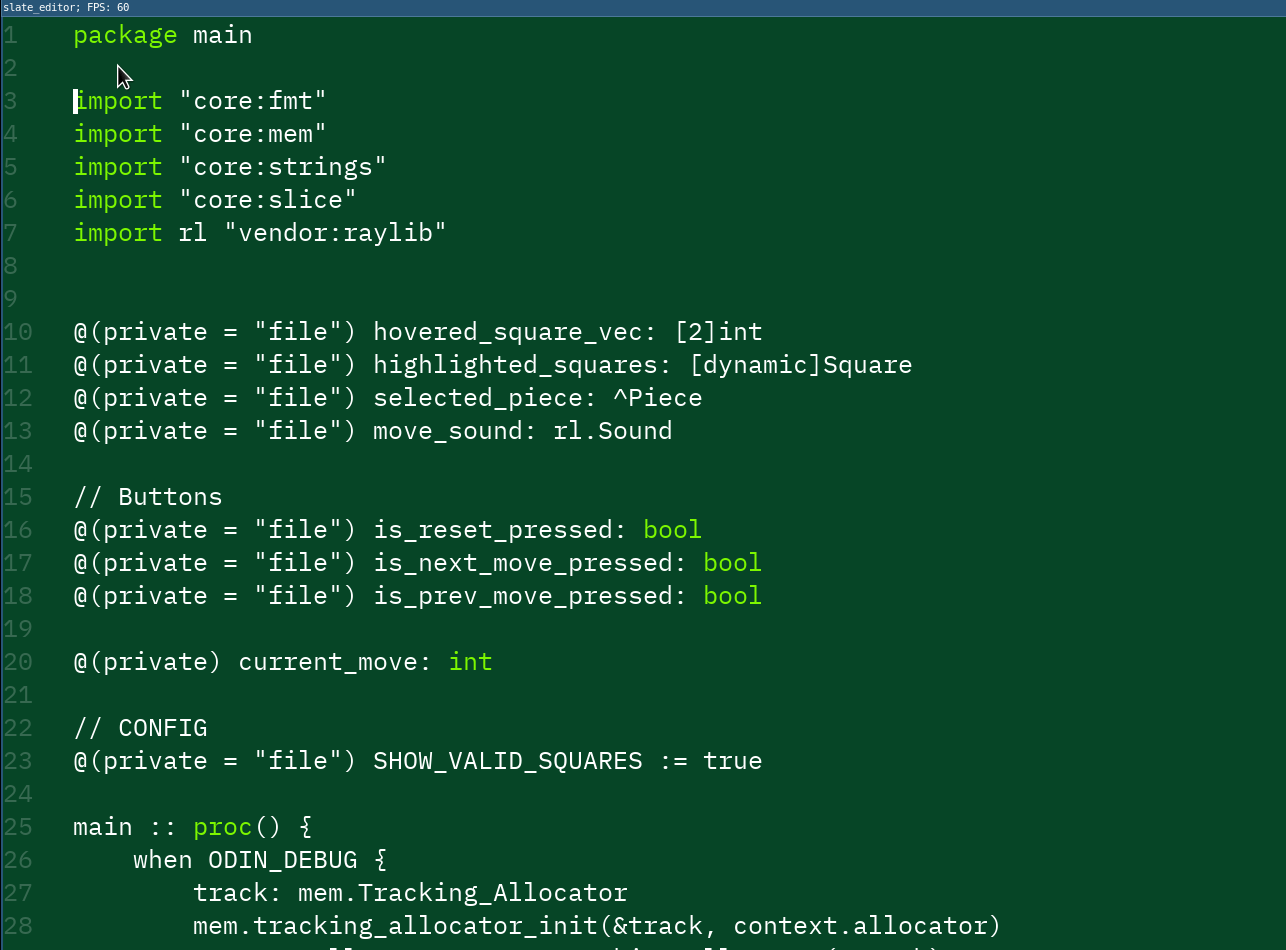 slate_editor; FPS: 60
1 package main
2
3 import "core:fmt"
4 import "core:mem"
5 import "core:strings"
6 import "core:slice"
7 import rl "vendor:raylib"
8
9
10 @(private = "file") hovered_square_vec: [2]int
11 @(private = "file") highlighted_squares: [dynamic]Square
12 @(private = "file") selected_piece: ^Piece
13 @(private = "file") move_sound: rl.Sound
14
15 // Buttons
16 @(private = "file") is_reset_pressed: bool
17 @(private = "file") is_next_move_pressed: bool
18 @(private = "file") is_prev_move_pressed: bool
19
20 @(private) current_move: int
21
22 // CONFIG
23 @(private = "file") SHOW_VALID_SQUARES := true
24
25 main :: proc() {
26     when ODIN_DEBUG {
27         track: mem.Tracking_Allocator
28         mem.tracking_allocator_init(&track, context.allocator)